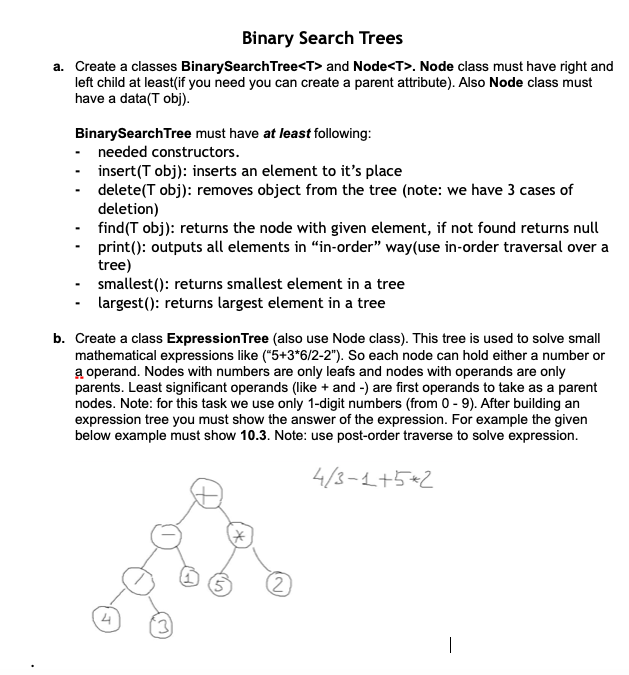 Binary Search Trees
a. Create a classes BinarySearchTree<T> and Node<T>. Node class must have right and
left child at least(if you need you can create a parent attribute). Also Node class must
have a data(T obj).
BinarySearchTree must have at least following:
- needed constructors.
- insert(T obj): inserts an element to it's place
- delete(T obj): removes object from the tree (note: we have 3 cases of
deletion)
- find(T obj): returns the node with given element, if not found returns null
- print(): outputs all elements in “in-order” way(use in-order traversal over a
tree)
- smallest(): returns smallest element in a tree
- largest(): returns largest element in a tree
b. Create a class ExpressionTree (also use Node class). This tree is used to solve small
mathematical expressions like (“5+3*6/2-2”). So each node can hold either a number or
a operand. Nodes with numbers are only leafs and nodes with operands are only
parents. Least significant operands (like + and -) are first operands to take as a parent
nodes. Note: for this task we use only 1-digit numbers (from 0 - 9). After building an
expression tree you must show the answer of the expression. For example the given
below example must show 10.3. Note: use post-order traverse to solve expression.
4/3-1+5*2
+
- *
/ 1 5 2
4 3